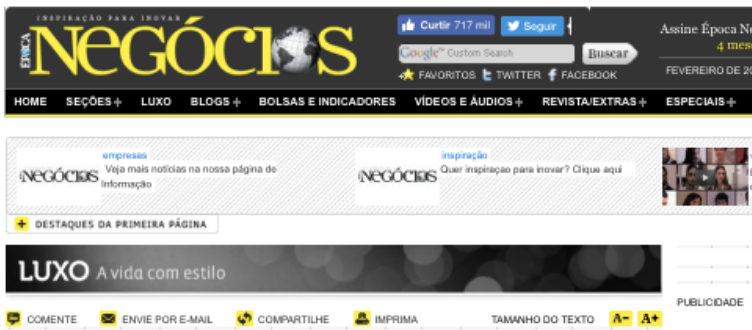 INSPIRAÇÃO PARA INOVAR
ÉPOCA NEGÓCIOS
Curtir 717 mil Seguir
Google™ Custom Search Buscar
FAVORITOS TWITTER FACEBOOK
Assine Época Ne
4 mes
FEVEREIRO DE 20
HOME SEÇÕES+ LUXO BLOGS+ BOLSAS E INDICADORES VÍDEOS E ÁUDIOS+ REVISTA/EXTRAS+ ESPECIAIS+
NEGÓCIOS
empresas
Veja mais notícias na nossa página de
Informação
NEGÓCIOS
inspiração
Quer inspiraçao para inovar? Clique aqui
+ DESTAQUES DA PRIMEIRA PÁGINA
LUXO A vida com estilo
PUBLICIDADE
COMENTE ENVIE POR E-MAIL COMPARTILHE IMPRIMA TAMANHO DO TEXTO A- A+